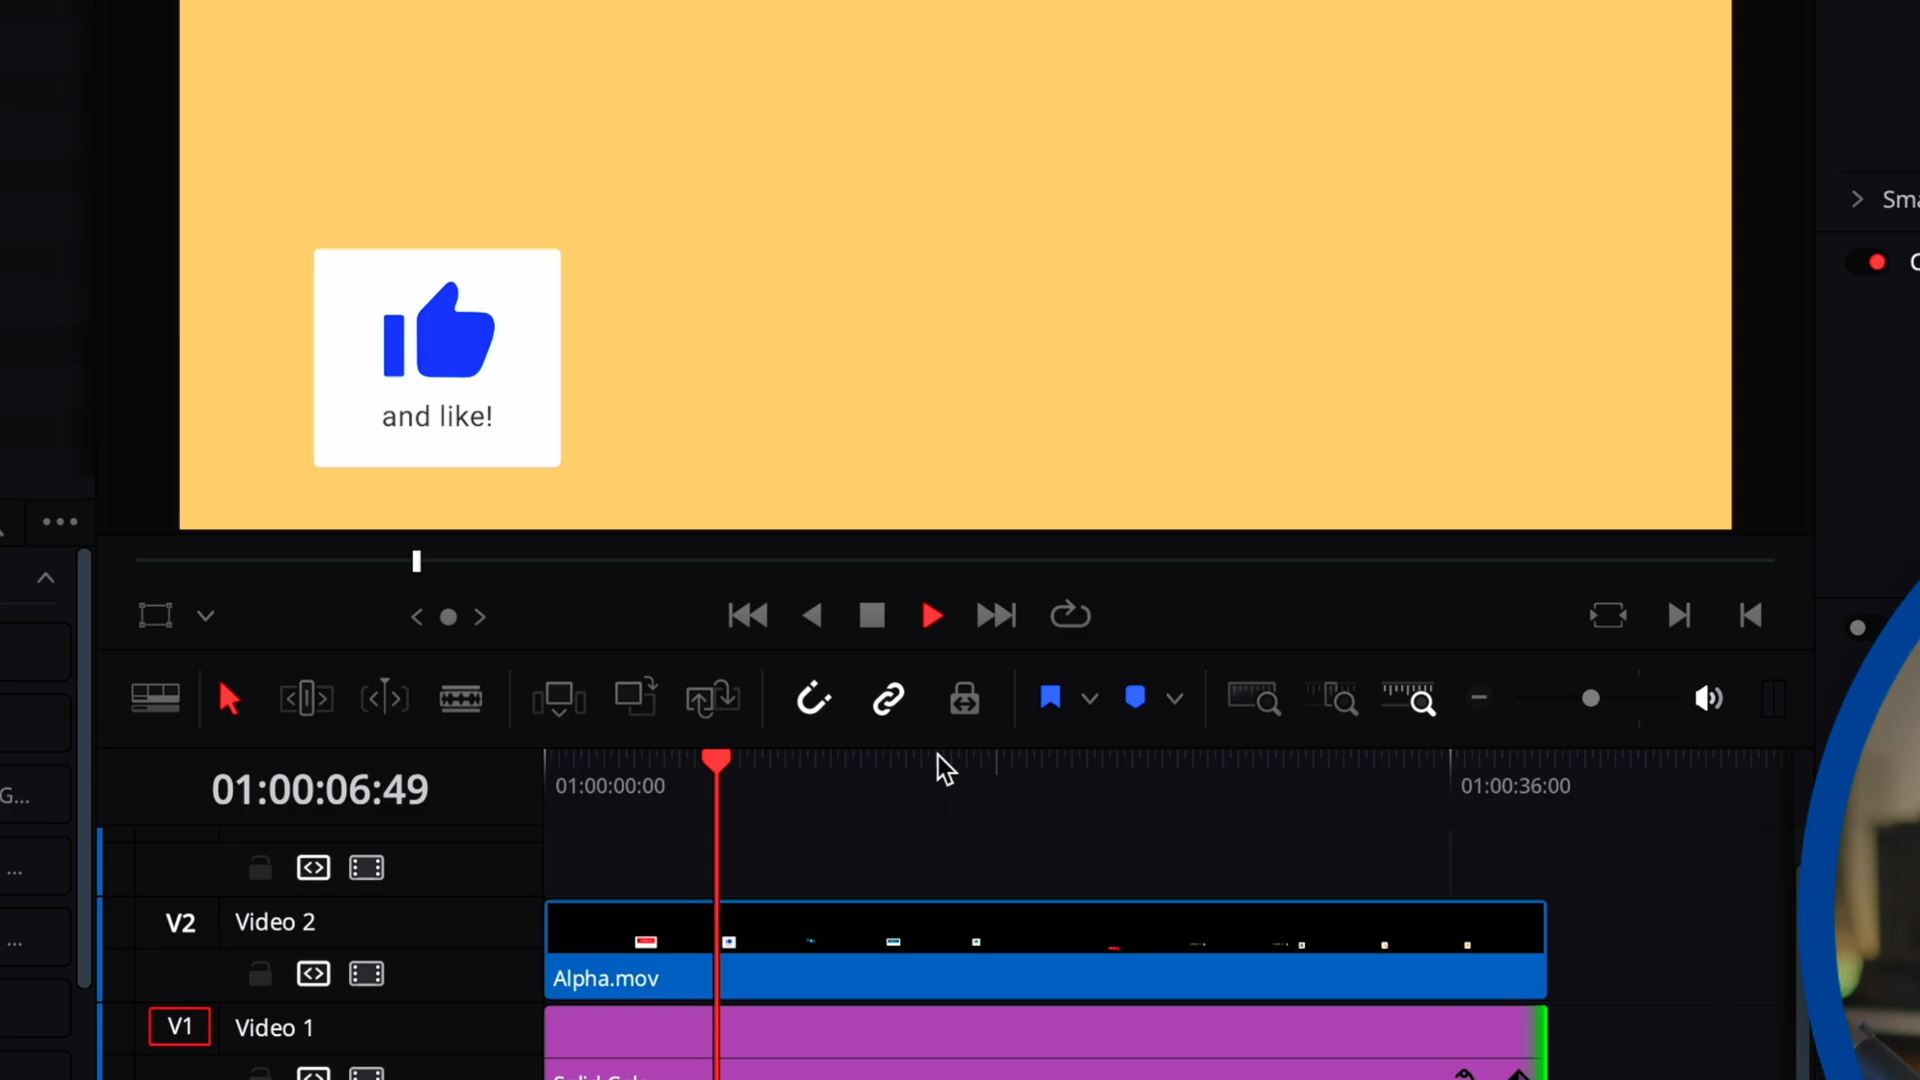 and like!
Sma
G...
...
...
01:00:06:49
01:00:00:00
01:00:36:00
V2
Video 2
Alpha.mov
V1
Video 1